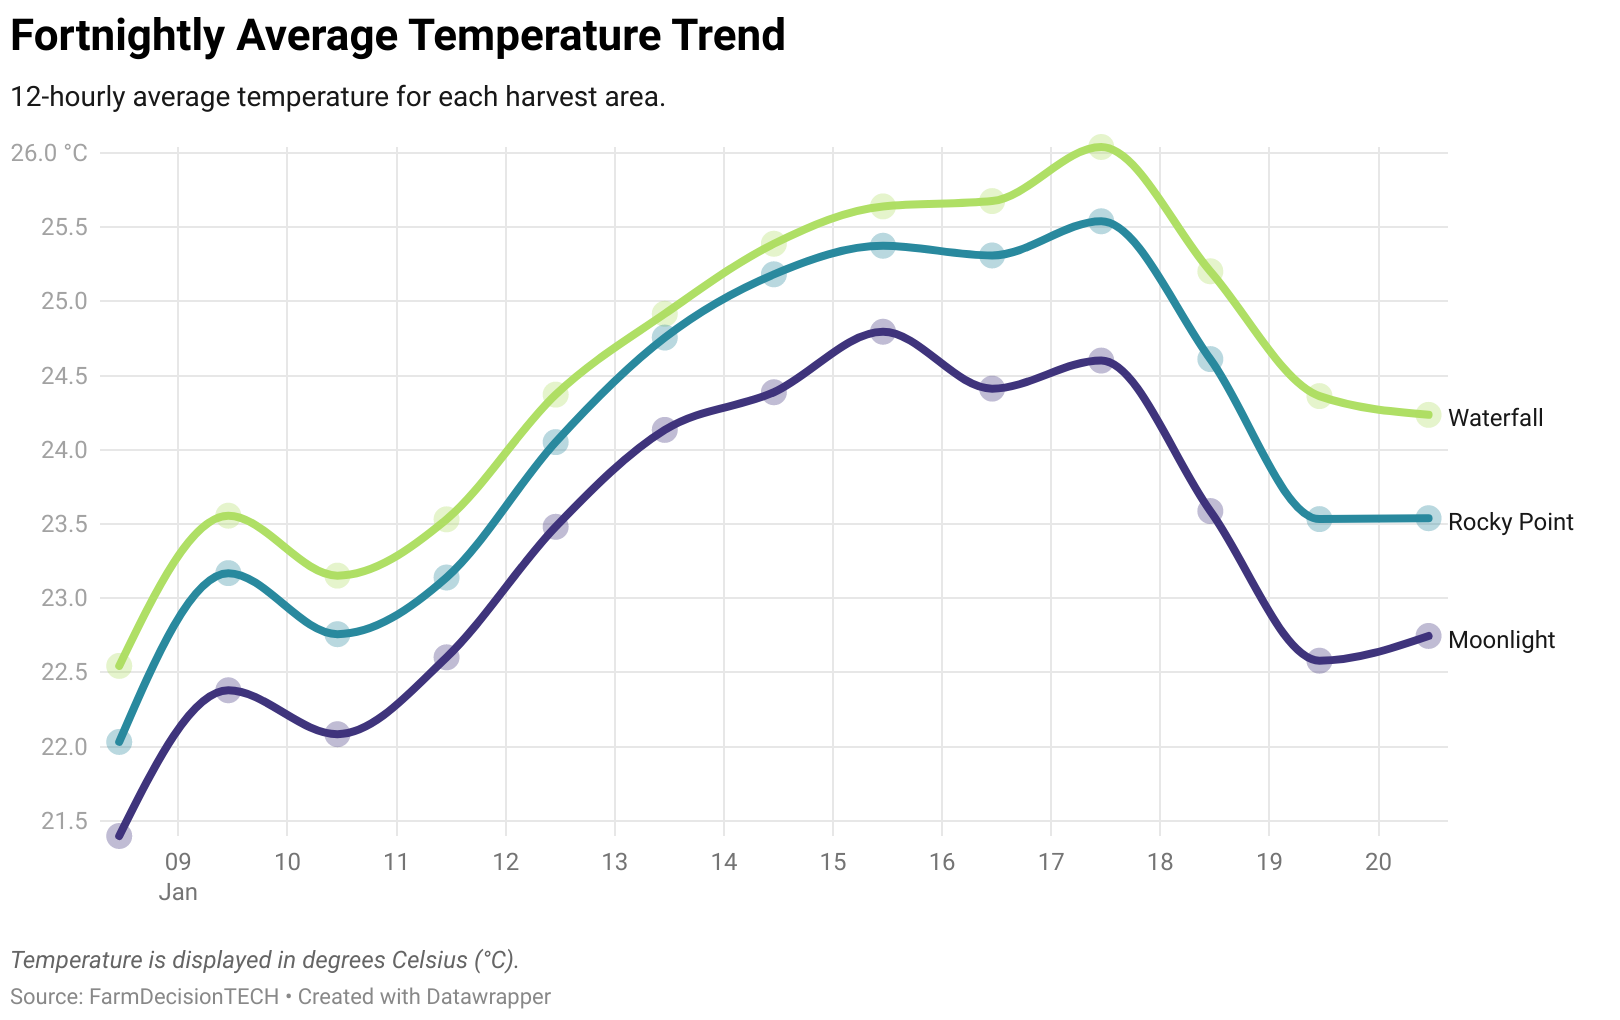 Fortnightly Average Temperature Trend
12-hourly average temperature for each harvest area.
26.0 °C
25.5
25.0
24.5
24.0
23.5
23.0
22.5
22.0
21.5
Waterfall
Rocky Point
Moonlight
09 10 11 12 13 14 15 16 17 18 19 20
Jan
Temperature is displayed in degrees Celsius (°C).
Source: FarmDecisionTECH • Created with Datawrapper